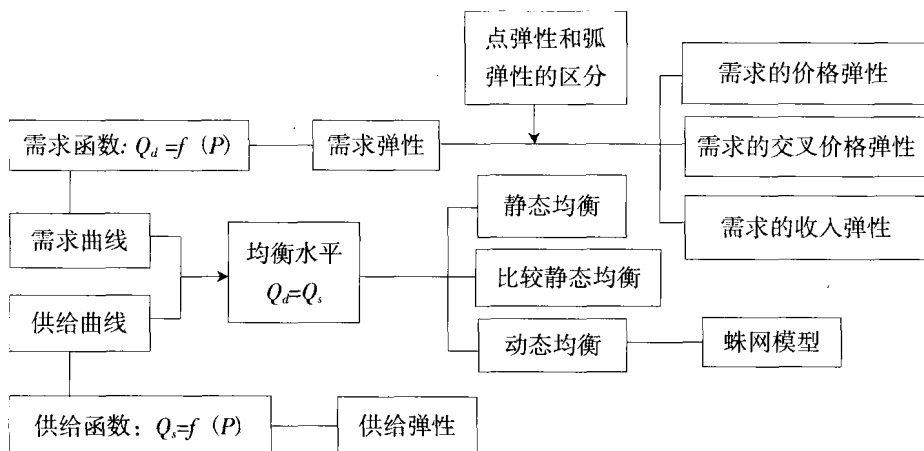 点弹性和弧
弹性的区分
需求的价格弹性
需求函数: Qd =f (P)
需求弹性
需求的交叉价格弹性
静态均衡
需求的收入弹性
需求曲线
均衡水平
Qd=Qs
比较静态均衡
供给曲线
动态均衡
蛛网模型
供给函数：Qs=f (P)
供给弹性